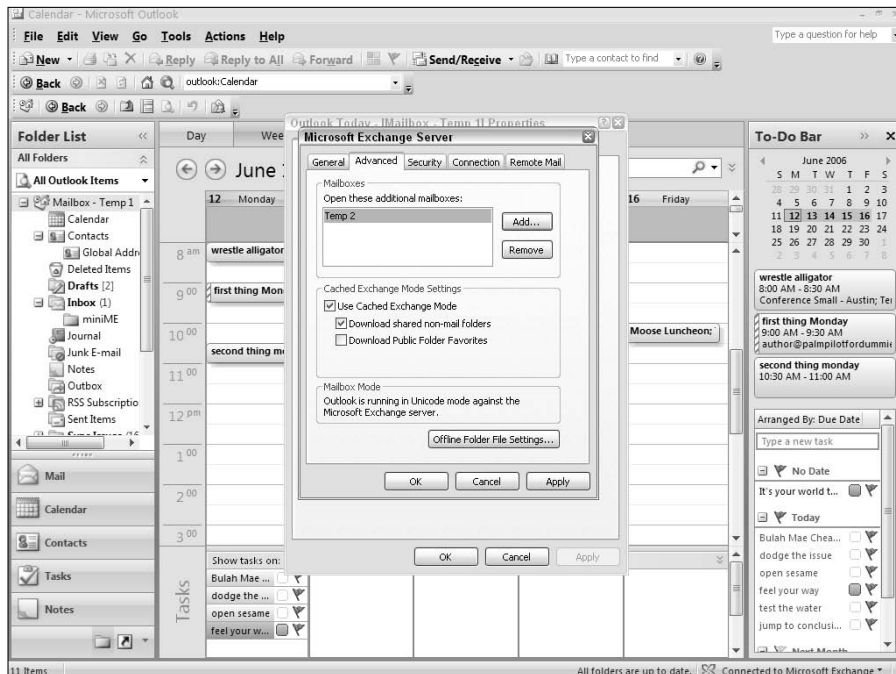 Calendar - Microsoft Outlook
File Edit View Go Tools Actions Help
Type a question for help
New Reply Reply to All Forward Send/Receive Type a contact to find
Back outlook:Calendar
Back
Folder List
All Folders
All Outlook Items
Mailbox - Temp 1
Calendar
Contacts
Global Addre
Deleted Items
Drafts [2]
Inbox (1)
miniME
Journal
Junk E-mail
Notes
Outbox
RSS Subscriptio
Sent Items
Mail
Calendar
Contacts
Tasks
Notes
11 Items
Day
Wee
June 1
12 Monday
16 Friday
8 am
wrestle alligator
9 00
first thing Mon
10 00
second thing mo
Moose Luncheon;
11 00
12 pm
1 00
2 00
3 00
Tasks
Show tasks on:
Bulah Mae ...
dodge the ...
open sesame
feel your w...
Outlook Today - [Mailbox - Temp 1] Properties
Microsoft Exchange Server
General Advanced Security Connection Remote Mail
Mailboxes
Open these additional mailboxes:
Temp 2
Add...
Remove
Cached Exchange Mode Settings
Use Cached Exchange Mode
Download shared non-mail folders
Download Public Folder Favorites
Mailbox Mode
Outlook is running in Unicode mode against the
Microsoft Exchange server.
Offline Folder File Settings...
OK Cancel Apply
OK Cancel Apply
To-Do Bar
June 2006
S M T W T F S
28 29 30 31 1 2 3
4 5 6 7 8 9 10
11 12 13 14 15 16 17
18 19 20 21 22 23 24
25 26 27 28 29 30 1
2 3 4 5 6 7 8
wrestle alligator
8:00 AM - 8:30 AM
Conference Small - Austin; Ter
first thing Monday
9:00 AM - 9:30 AM
author@palmpilotfordummie
second thing monday
10:30 AM - 11:00 AM
Arranged By: Due Date
Type a new task
No Date
It's your world t...
Today
Bulah Mae Chea...
dodge the issue
open sesame
feel your way
test the water
jump to conclusi...
Next Month
All folders are up to date. Connected to Microsoft Exchange